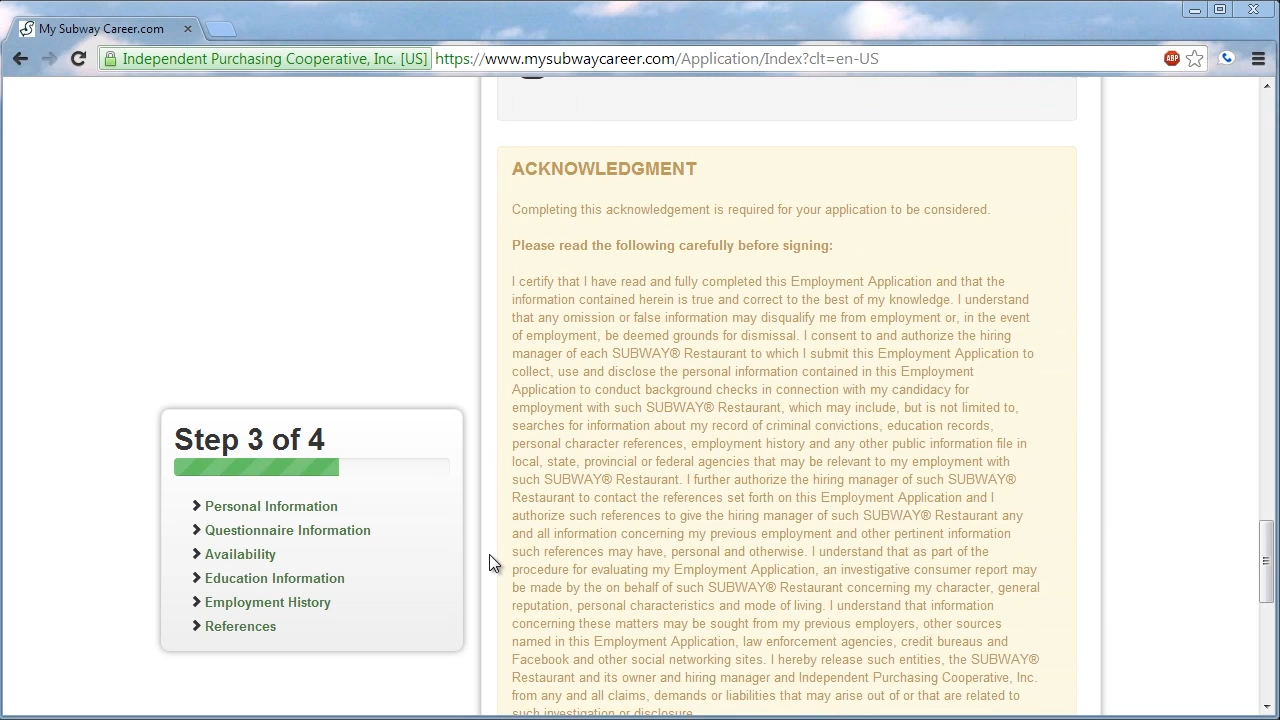 My Subway Career.com
Independent Purchasing Cooperative, Inc. [US] https://www.mysubwaycareer.com/Application/Index?clt=en-US
ABP
ACKNOWLEDGMENT
Completing this acknowledgement is required for your application to be considered.
Please read the following carefully before signing:
I certify that I have read and fully completed this Employment Application and that the
information contained herein is true and correct to the best of my knowledge. I understand
that any omission or false information may disqualify me from employment or, in the event
of employment, be deemed grounds for dismissal. I consent to and authorize the hiring
manager of each SUBWAY® Restaurant to which I submit this Employment Application to
collect, use and disclose the personal information contained in this Employment
Application to conduct background checks in connection with my candidacy for
employment with such SUBWAY® Restaurant, which may include, but is not limited to,
searches for information about my record of criminal convictions, education records,
personal character references, employment history and any other public information file in
local, state, provincial or federal agencies that may be relevant to my employment with
such SUBWAY® Restaurant. I further authorize the hiring manager of such SUBWAY®
Restaurant to contact the references set forth on this Employment Application and I
authorize such references to give the hiring manager of such SUBWAY® Restaurant any
and all information concerning my previous employment and other pertinent information
such references may have, personal and otherwise. I understand that as part of the
procedure for evaluating my Employment Application, an investigative consumer report may
be made by the on behalf of such SUBWAY® Restaurant concerning my character, general
reputation, personal characteristics and mode of living. I understand that information
concerning these matters may be sought from my previous employers, other sources
named in this Employment Application, law enforcement agencies, credit bureaus and
Facebook and other social networking sites. I hereby release such entities, the SUBWAY®
Restaurant and its owner and hiring manager and Independent Purchasing Cooperative, Inc.
from any and all claims, demands or liabilities that may arise out of or that are related to
such investigation or disclosure.
Step 3 of 4
Personal Information
Questionnaire Information
Availability
Education Information
Employment History
References